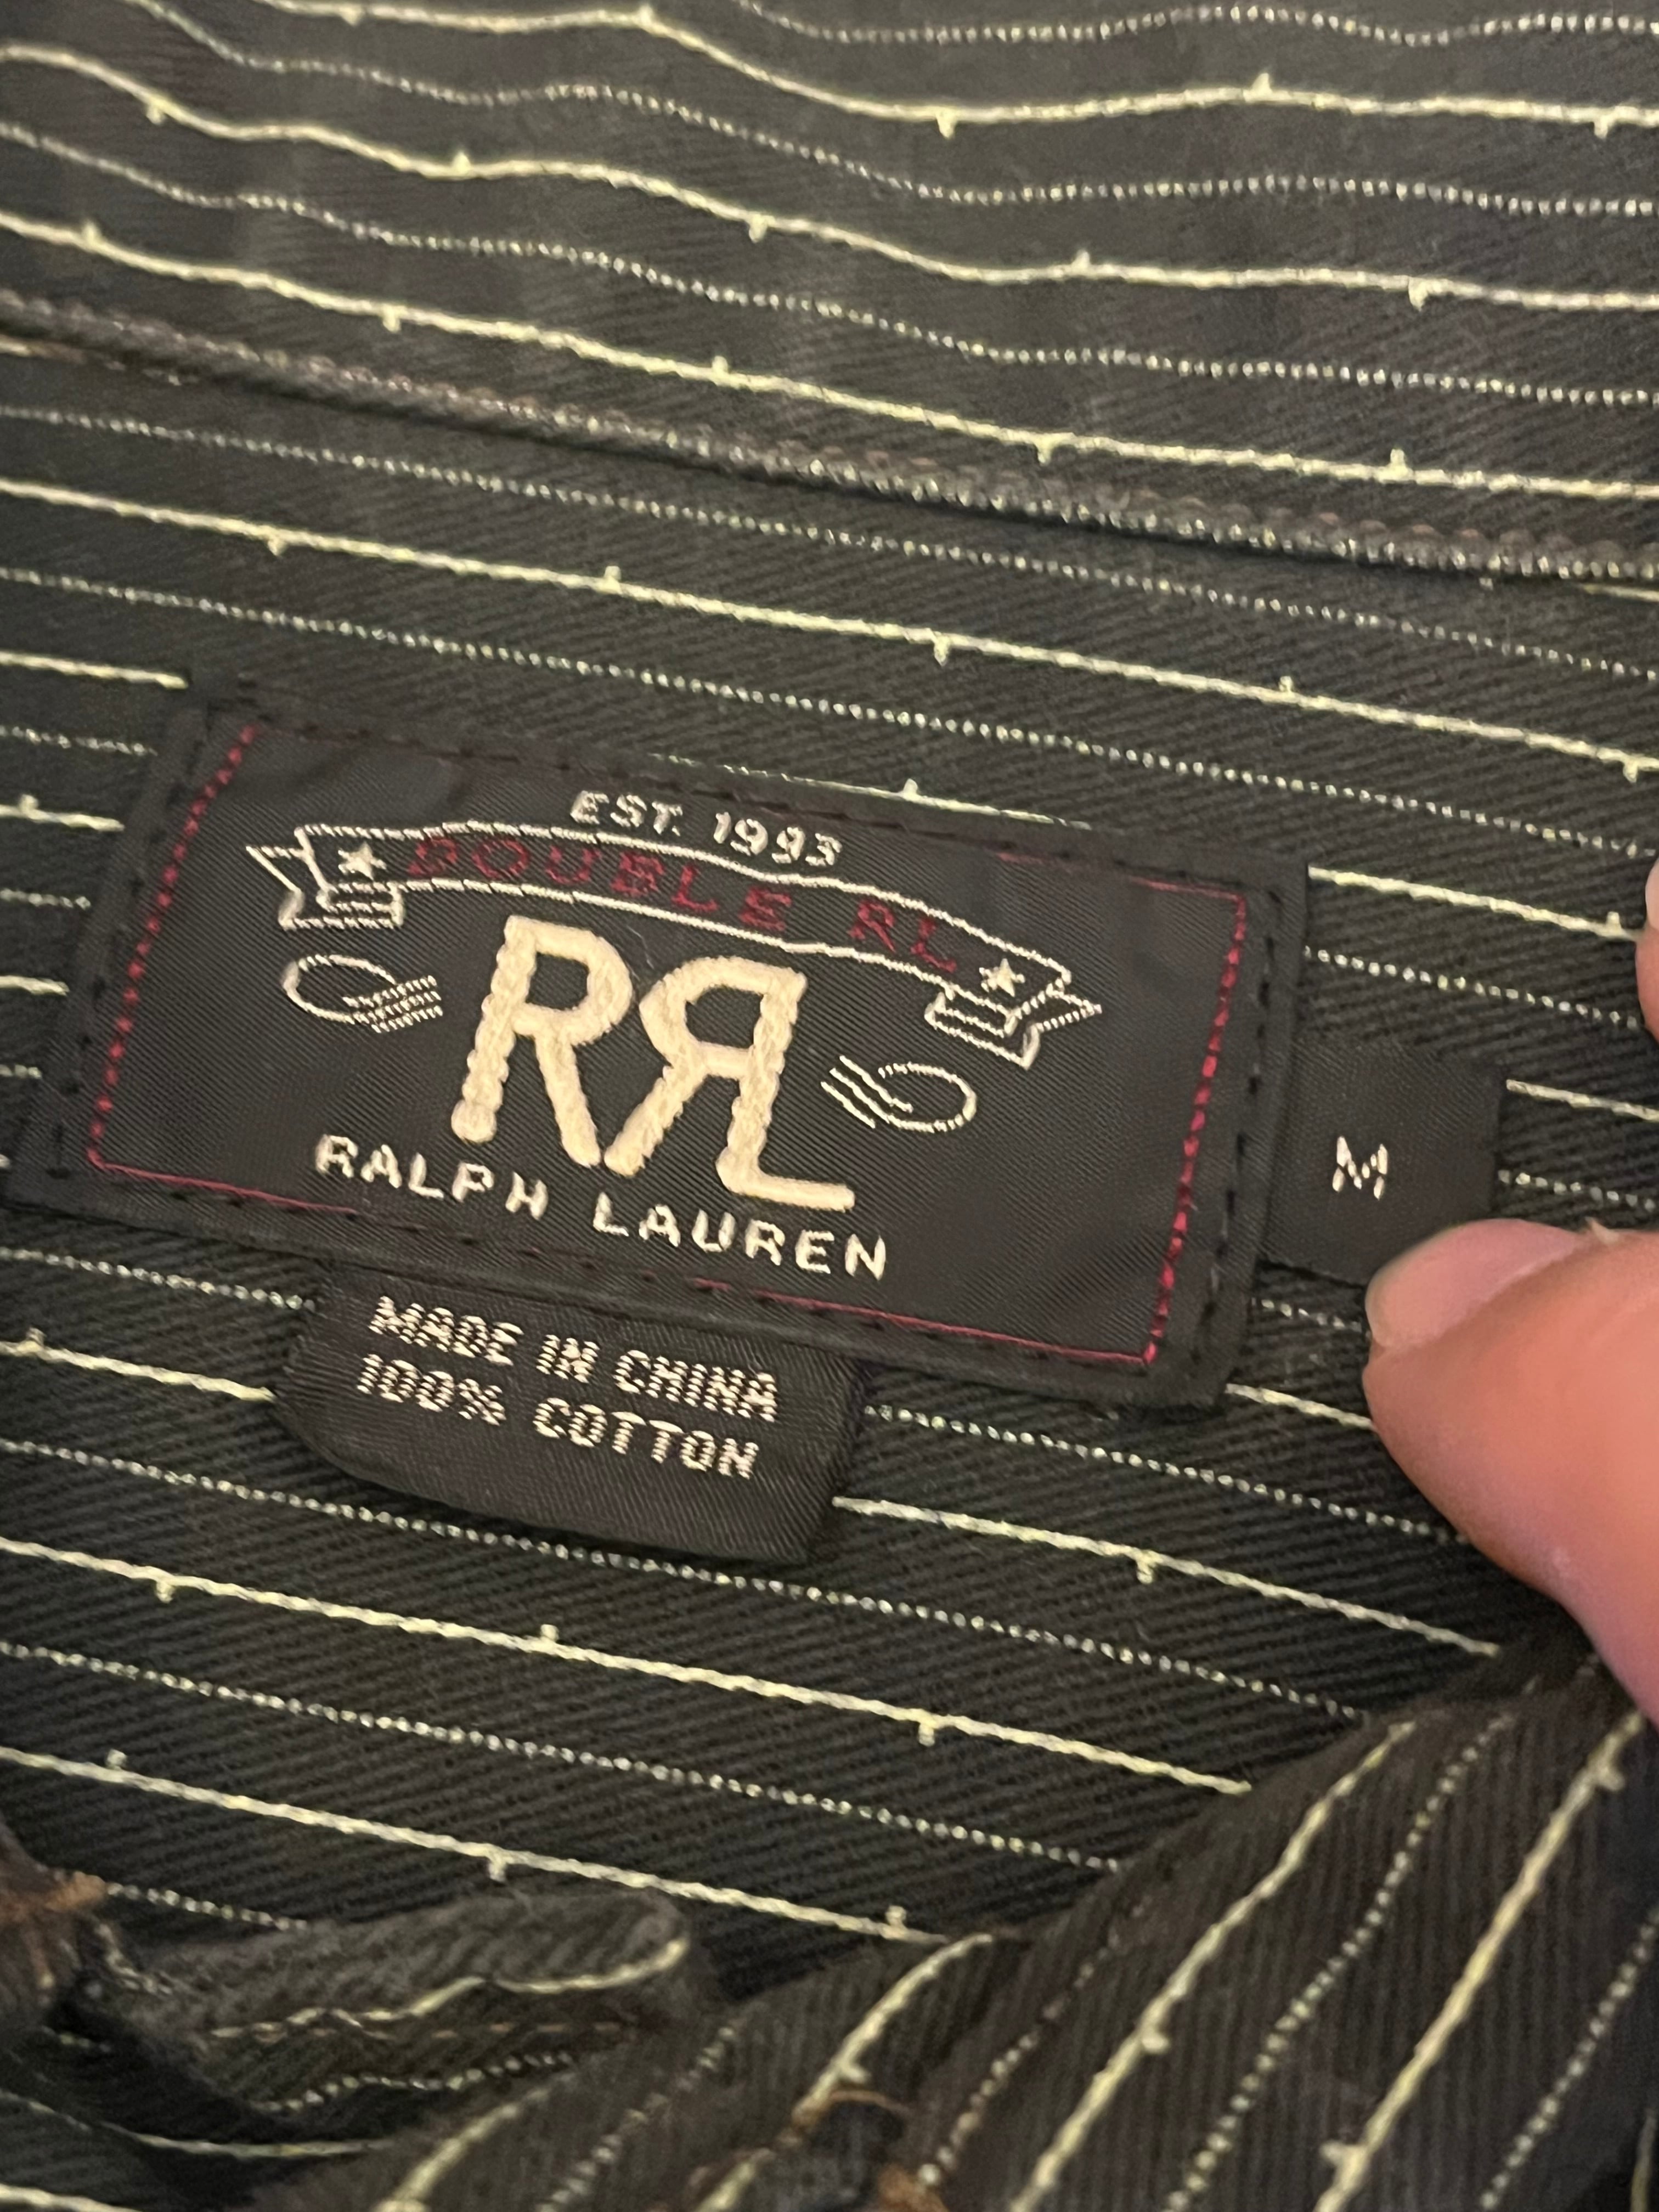 EST. 1993
DOUBLE RL
RRL
RALPH LAUREN
M
MADE IN CHINA
100% COTTON